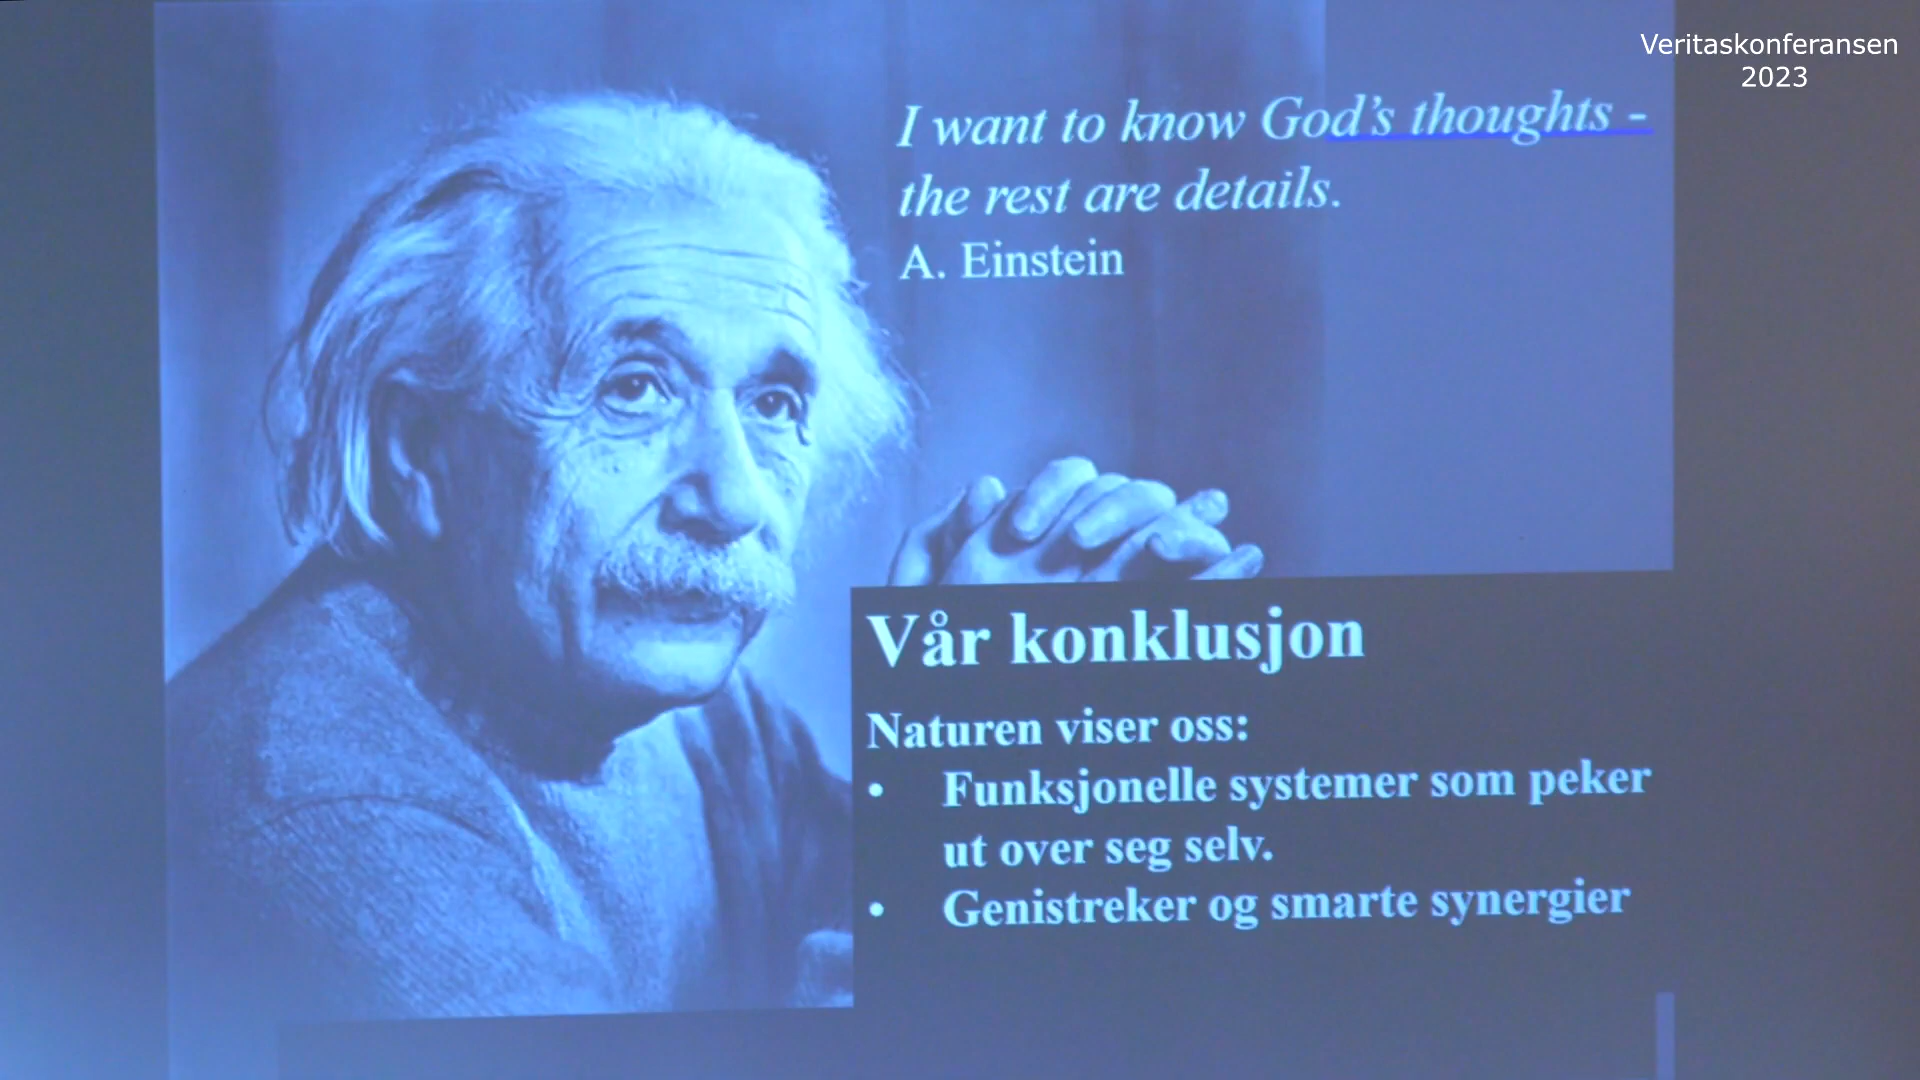 Veritaskonferansen
2023
I want to know God's thoughts -
the rest are details.
A. Einstein
Vår konklusjon
Naturen viser oss:
• Funksjonelle systemer som peker
ut over seg selv.
• Genistreker og smarte synergier